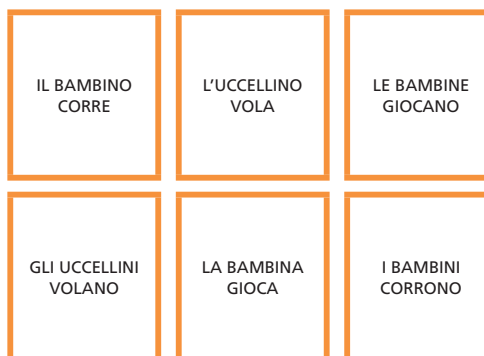 IL BAMBINO
CORRE
L’UCCELLINO
VOLA
LE BAMBINE
GIOCANO
GLI UCCELLINI
VOLANO
LA BAMBINA
GIOCA
I BAMBINI
CORRONO